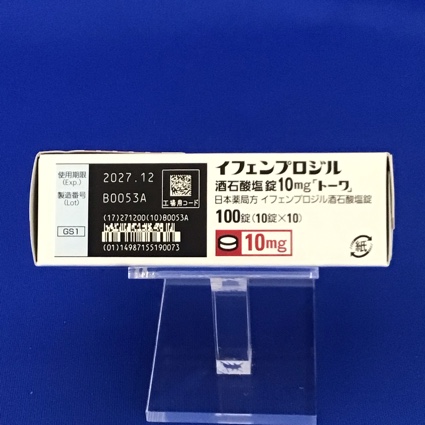 使用期限
(Exp.)
2027.12
製造番号
(Lot)
B0053A
工場用コード
GS1
(17)271200(10)B0053A
(01)14987155190073
イフェンプロジル
酒石酸塩錠10mg「トーワ」
日本薬局方 イフェンプロジル酒石酸塩錠
100錠(10錠×10)
10mg
紙